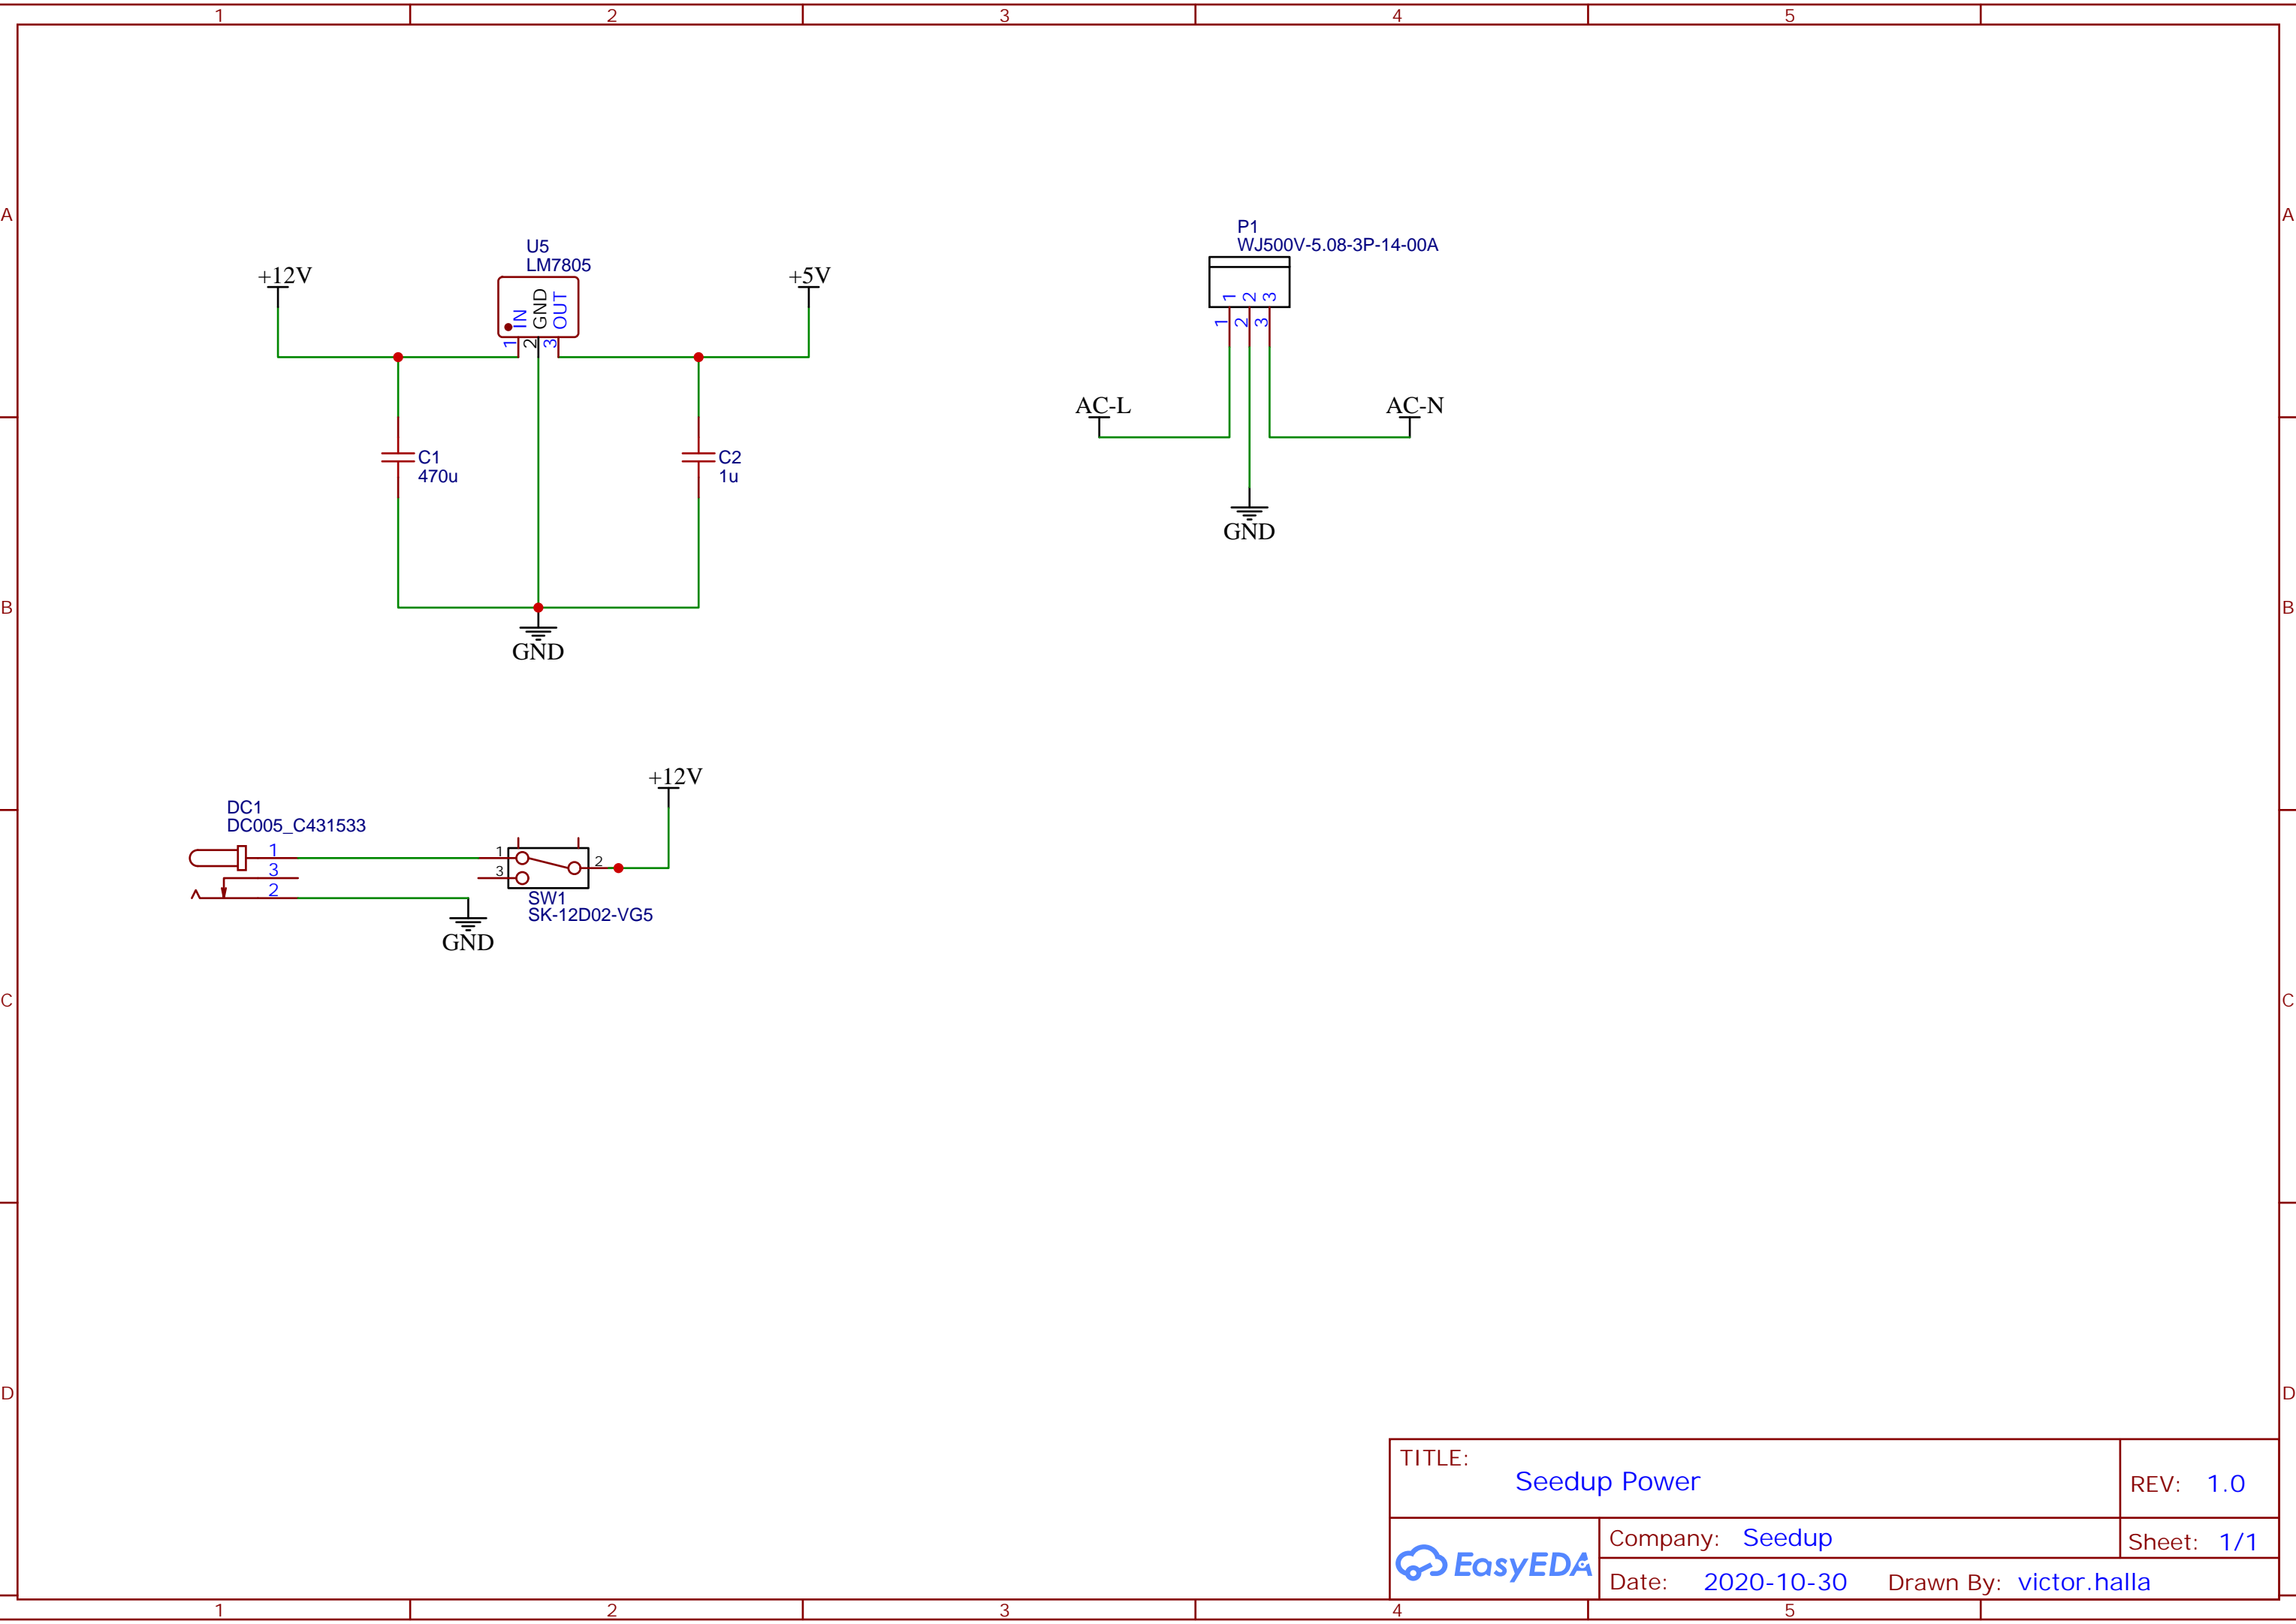 1 2 3 4 5
A A
P1
WJ500V-5.08-3P-14-00A
U5
LM7805
+12V
+5V
IN
GND
OUT
1 2 3
1 2 3
1 2 3
AC-L
AC-N
C1
470u
C2
1u
GND
B B
GND
+12V
DC1
DC005_C431533
1
3
2
1
3
2
SW1
SK-12D02-VG5
GND
C C
D D
TITLE:
Seedup Power
REV: 1.0
EasyEDA
Company: Seedup
Sheet: 1/1
Date: 2020-10-30 Drawn By: victor.halla
1 2 3 4 5